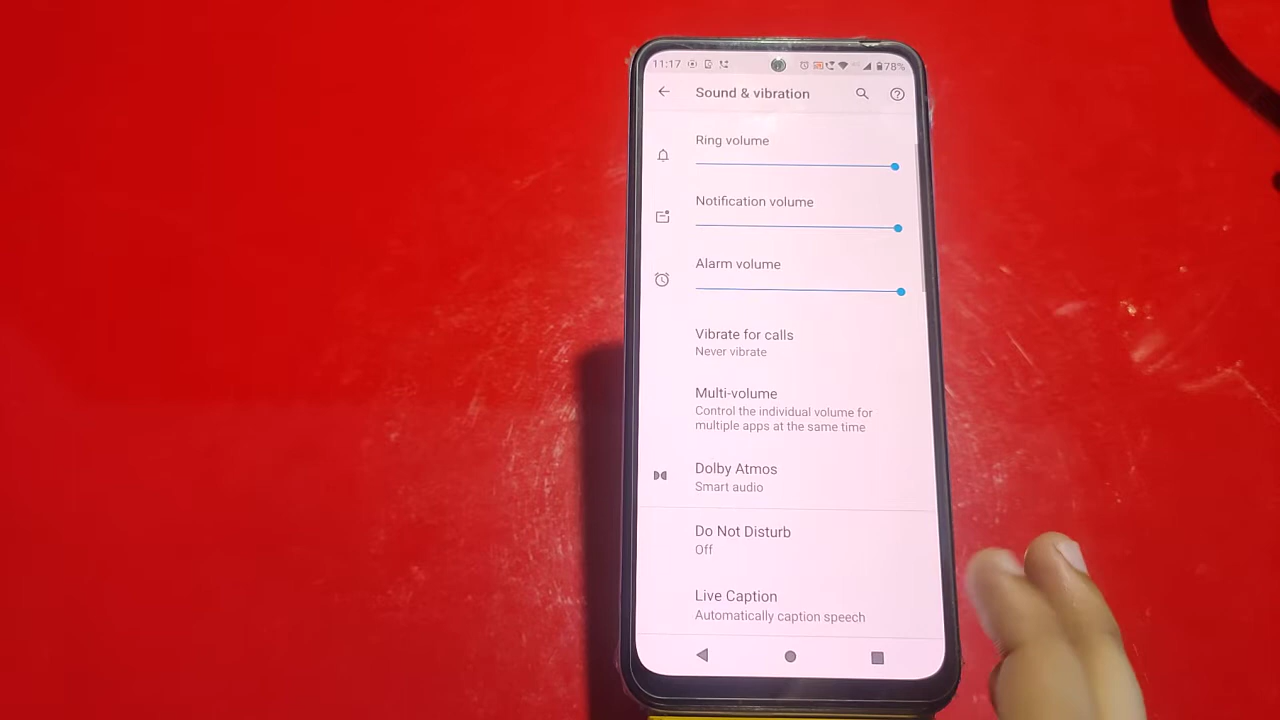 11:17 78%
Sound & vibration
Ring volume
Notification volume
Alarm volume
Vibrate for calls
Never vibrate
Multi-volume
Control the individual volume for
multiple apps at the same time
Dolby Atmos
Smart audio
Do Not Disturb
Off
Live Caption
Automatically caption speech